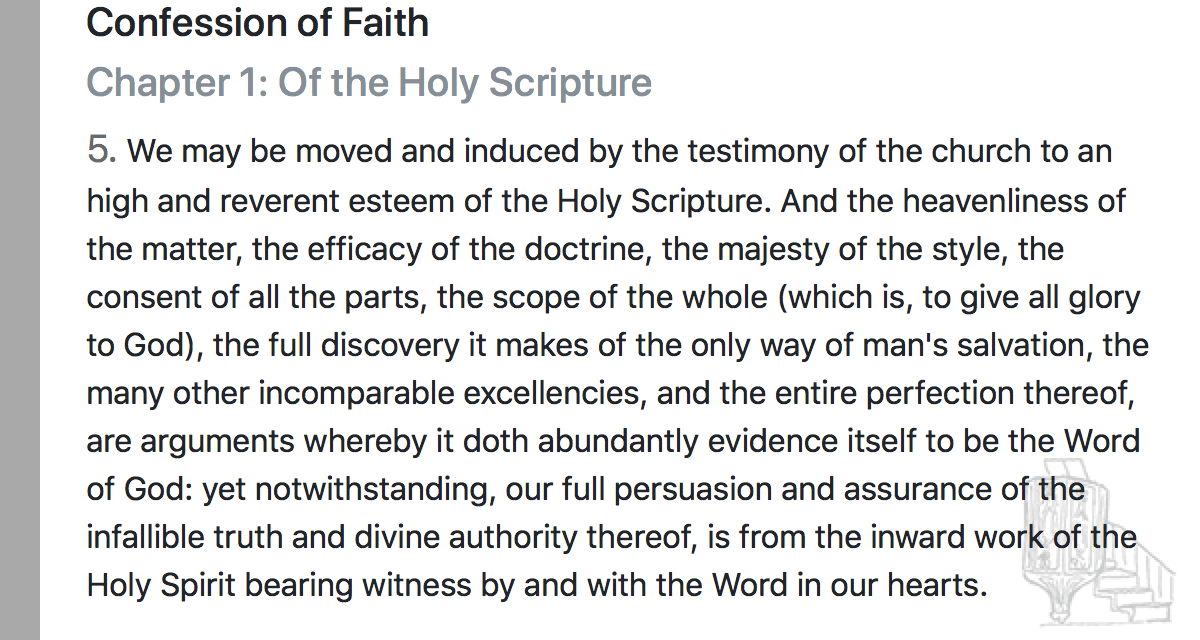 Confession of Faith
Chapter 1: Of the Holy Scripture
5. We may be moved and induced by the testimony of the church to an
high and reverent esteem of the Holy Scripture. And the heavenliness of
the matter, the efficacy of the doctrine, the majesty of the style, the
consent of all the parts, the scope of the whole (which is, to give all glory
to God), the full discovery it makes of the only way of man's salvation, the
many other incomparable excellencies, and the entire perfection thereof,
are arguments whereby it doth abundantly evidence itself to be the Word
of God: yet notwithstanding, our full persuasion and assurance of the
infallible truth and divine authority thereof, is from the inward work of the
Holy Spirit bearing witness by and with the Word in our hearts.